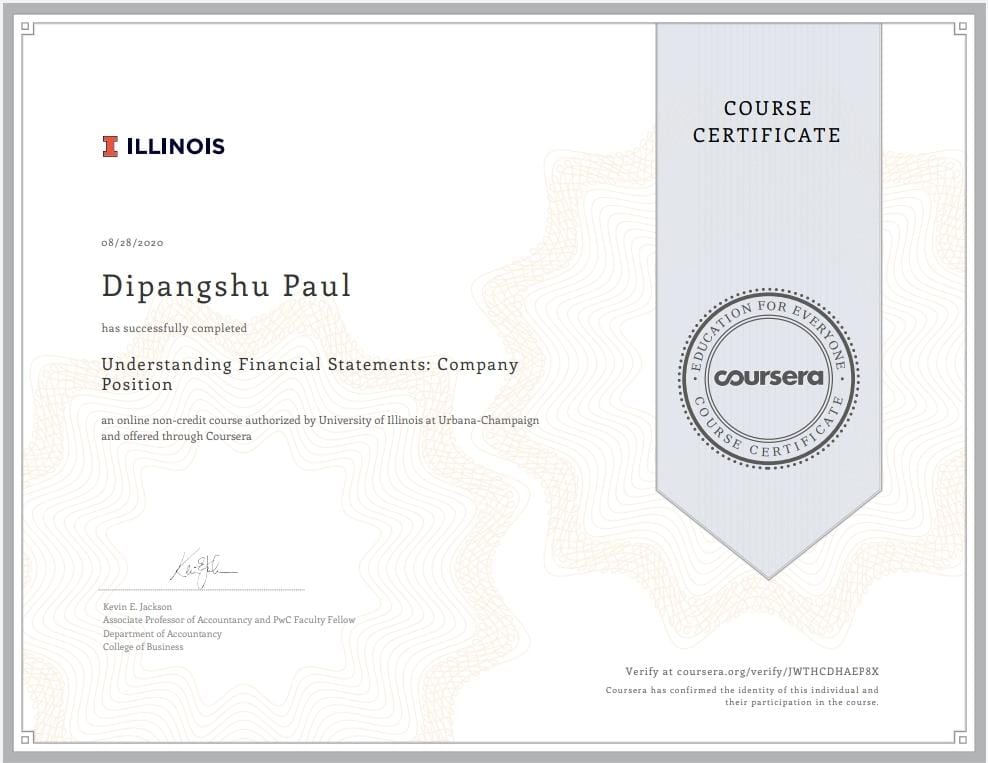 COURSE
CERTIFICATE
ILLINOIS
08/28/2020
Dipangshu Paul
has successfully completed
Understanding Financial Statements: Company
Position
an online non-credit course authorized by University of Illinois at Urbana-Champaign
and offered through Coursera
EDUCATION FOR EVERYONE
coursera
COURSE CERTIFICATE
Kevin E. Jackson
Associate Professor of Accountancy and PwC Faculty Fellow
Department of Accountancy
College of Business
Verify at coursera.org/verify/JWTHCDHAEP8X
Coursera has confirmed the identity of this individual and
their participation in the course.